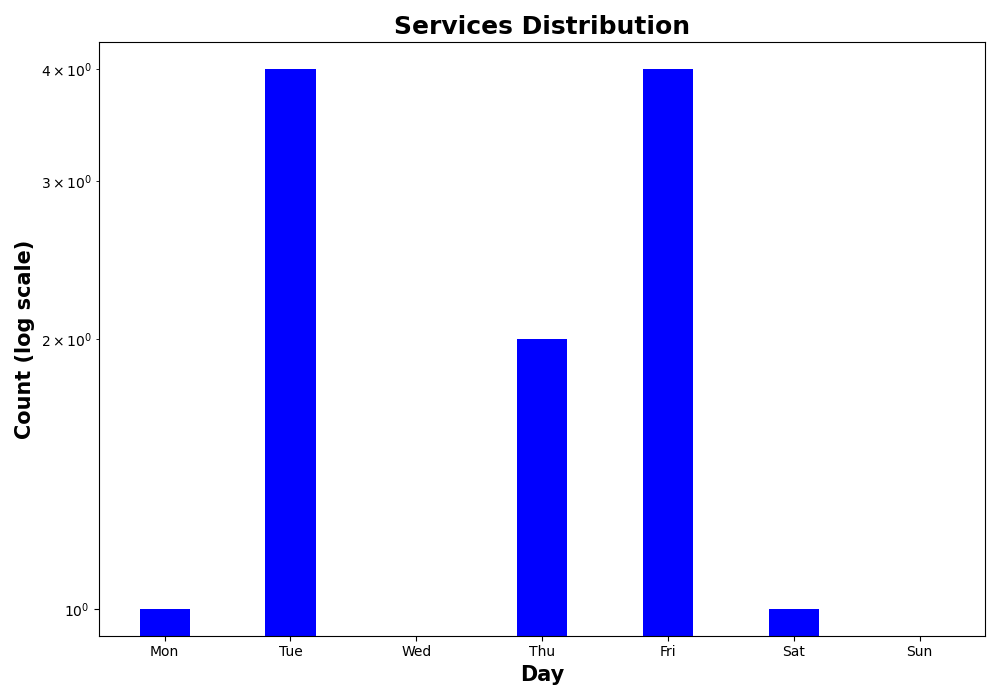 Services Distribution
Count (log scale)
4 × 10⁰
3 × 10⁰
2 × 10⁰
10⁰
Mon Tue Wed Thu Fri Sat Sun
Day